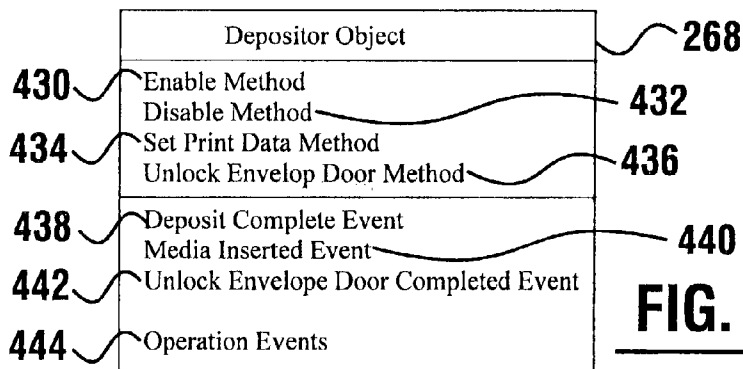 Depositor Object 268
430 Enable Method
Disable Method 432
434 Set Print Data Method
Unlock Envelop Door Method 436
438 Deposit Complete Event
Media Inserted Event 440
442 Unlock Envelope Door Completed Event
FIG.
444 Operation Events